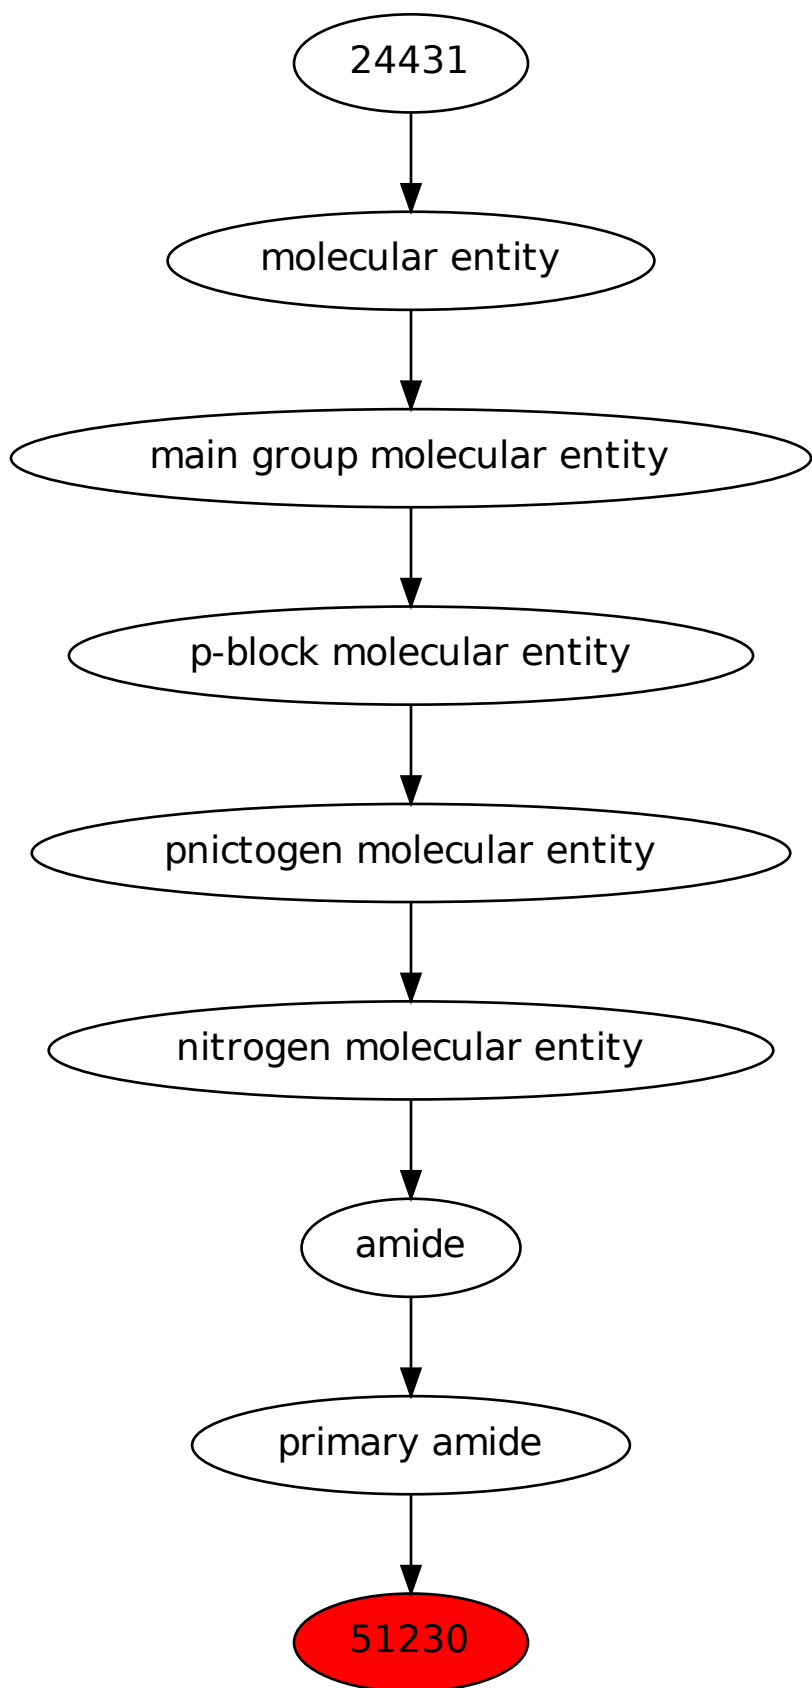 24431
molecular entity
main group molecular entity
p-block molecular entity
pnictogen molecular entity
nitrogen molecular entity
amide
primary amide
51230